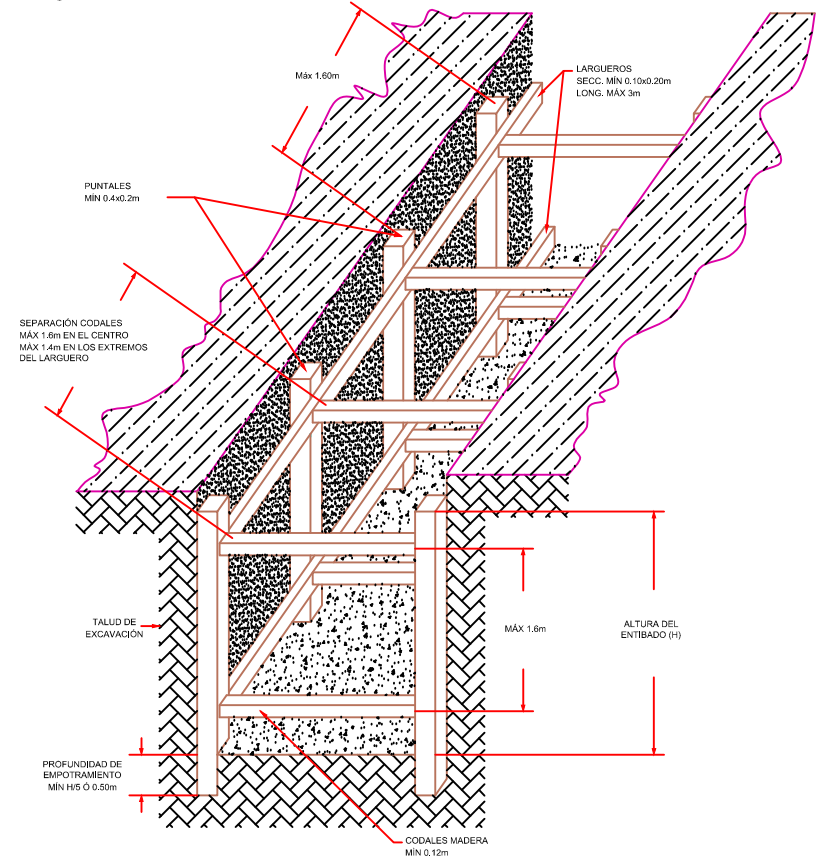 Máx 1.60m
LARGUEROS
SECC. MÍN 0.10x0.20m
LONG. MÁX 3m
PUNTALES
MÍN 0.4x0.2m
SEPARACIÓN CODALES
MÁX 1.6m EN EL CENTRO
MÁX 1.4m EN LOS EXTREMOS
DEL LARGUERO
TALUD DE
EXCAVACIÓN
MÁX 1.6m
ALTURA DEL
ENTIBADO (H)
PROFUNDIDAD DE
EMPOTRAMIENTO
MÍN H/5 Ó 0.50m
CODALES MADERA
MÍN 0.12m